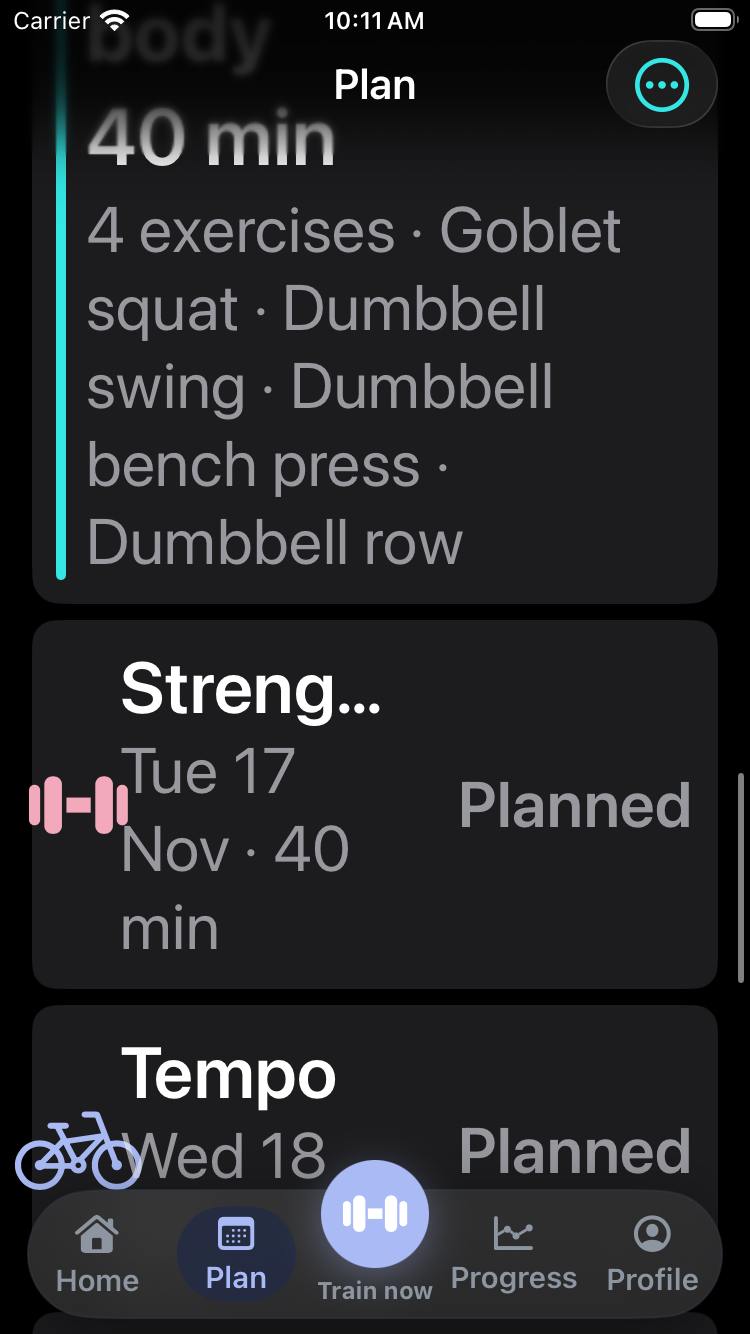 Carrier
10:11 AM
body
Plan
40 min
4 exercises · Goblet
squat · Dumbbell
swing · Dumbbell
bench press ·
Dumbbell row
Streng…
Tue 17
Nov · 40
min
Planned
Tempo
Wed 18
Planned
Home
Plan
Train now
Progress
Profile